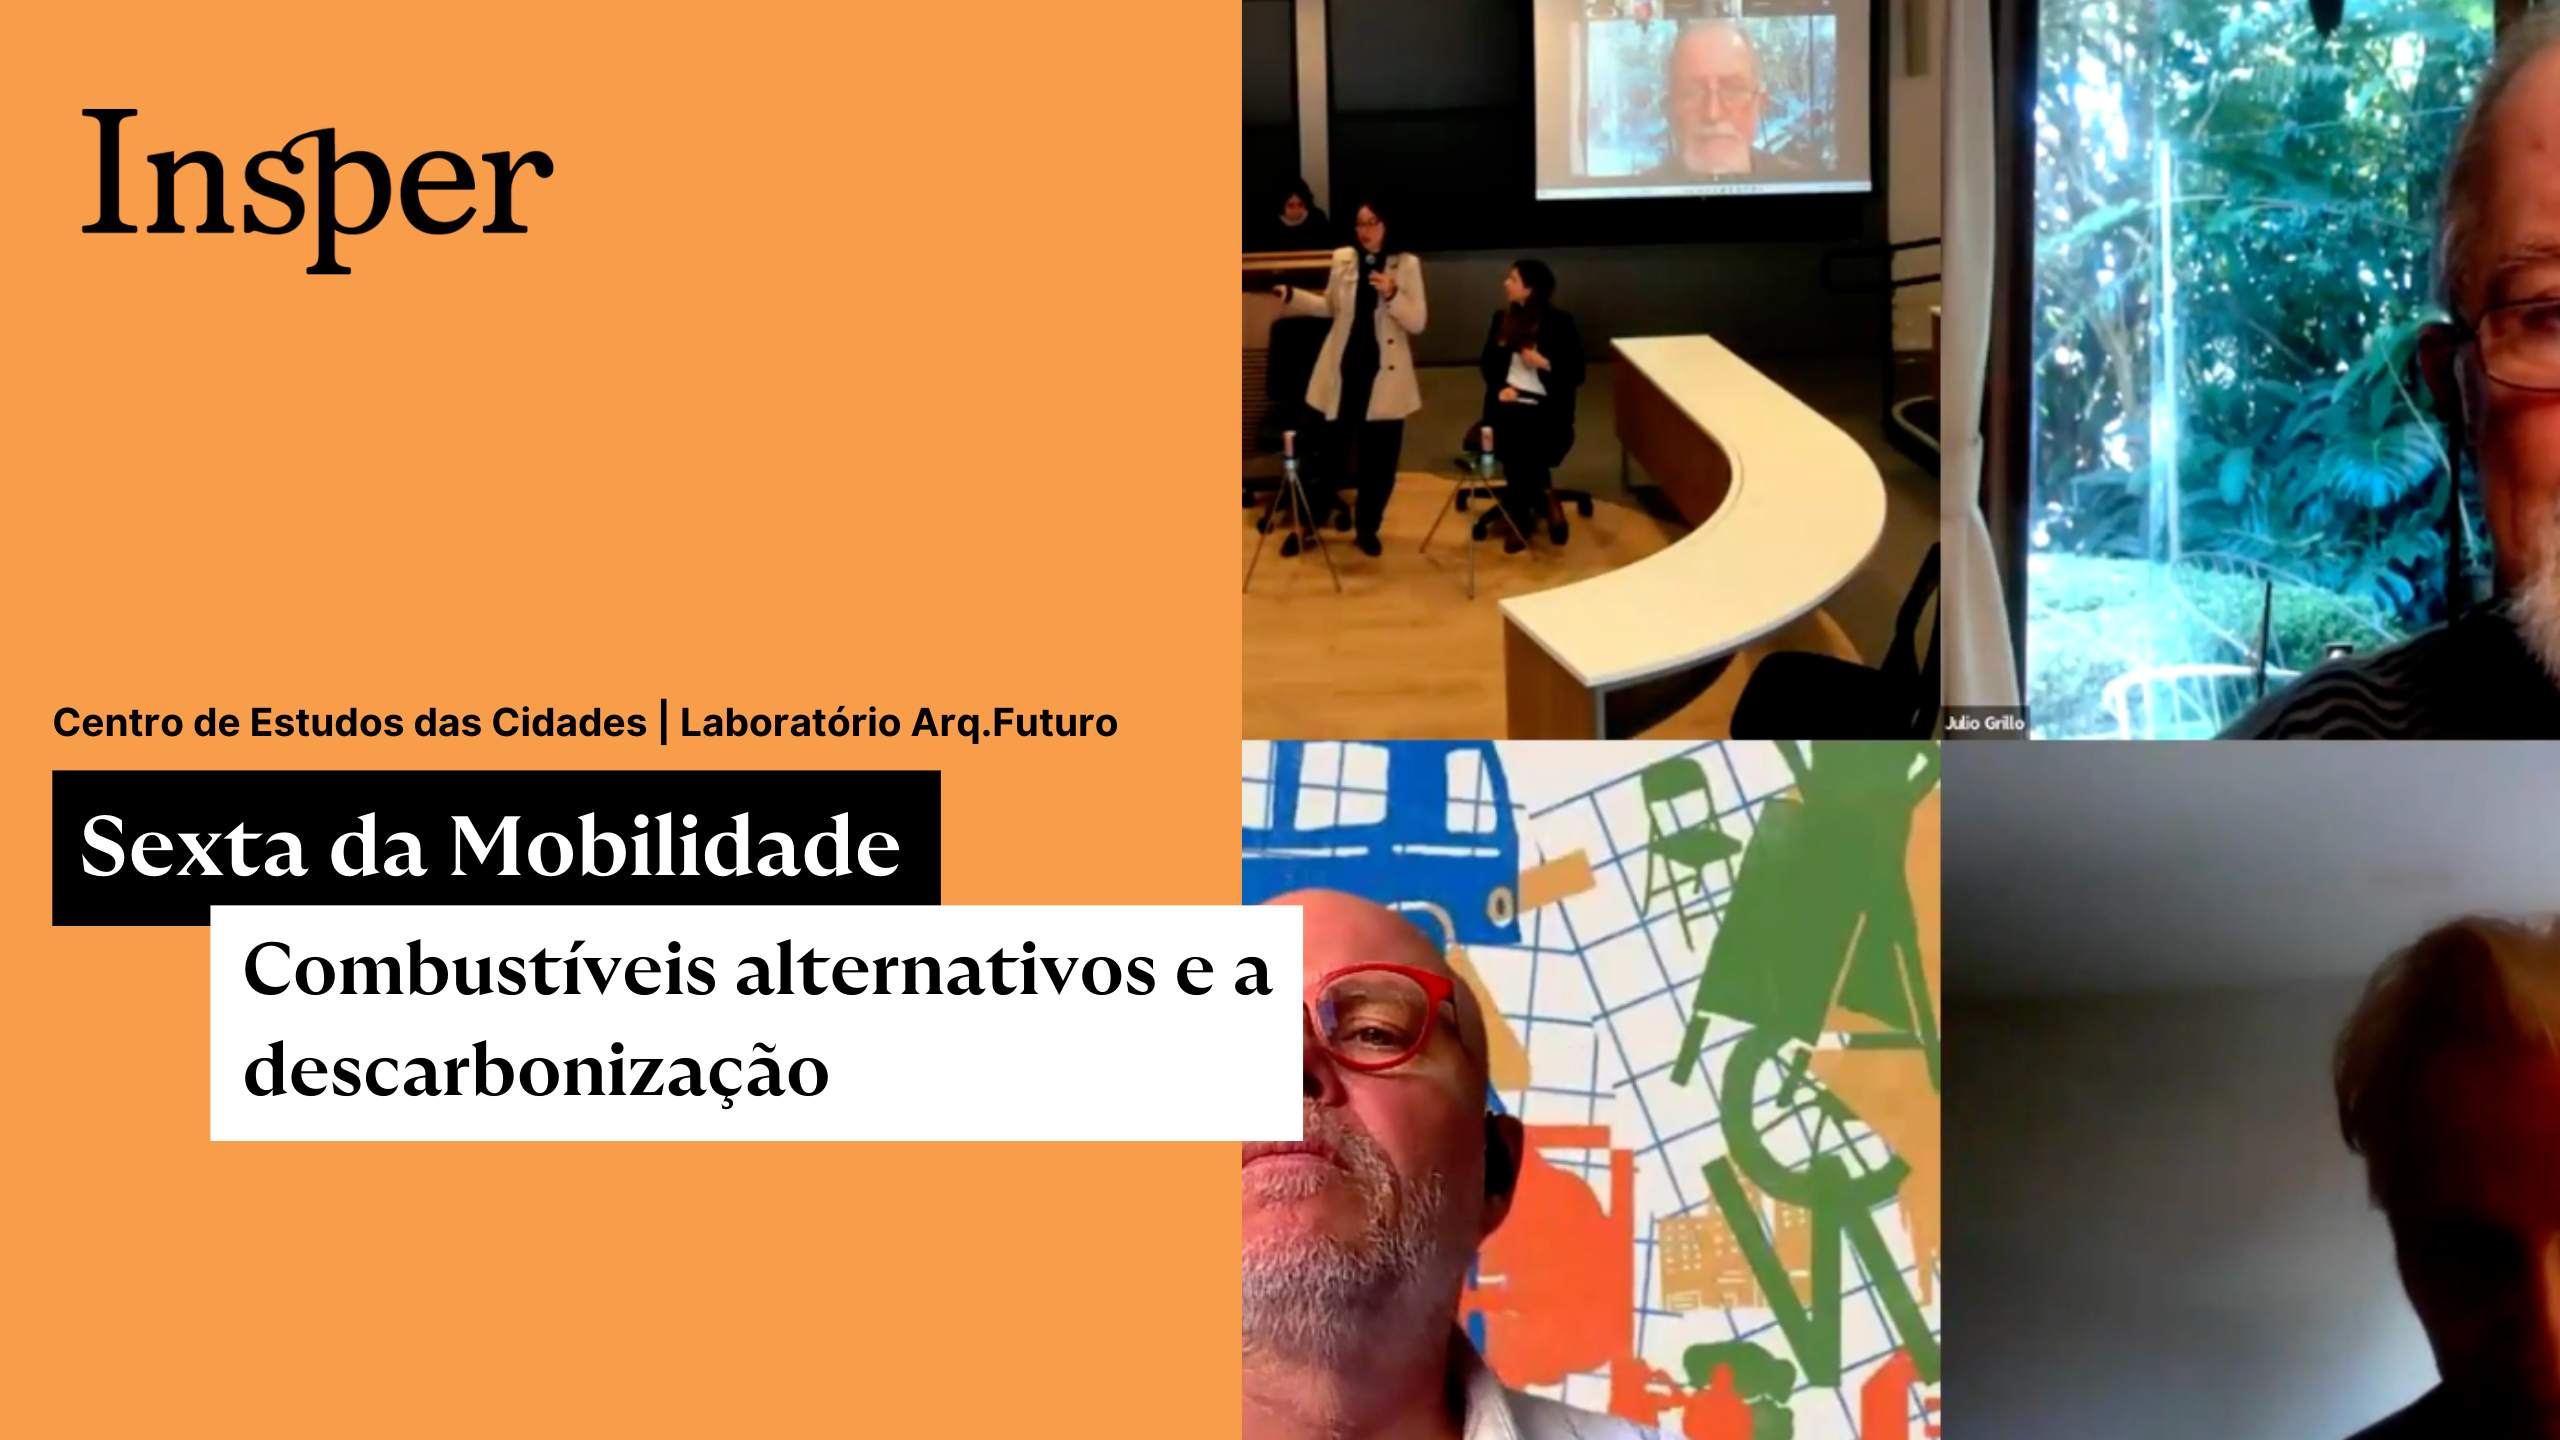 Insper
Centro de Estudos das Cidades | Laboratório Arq.Futuro
Sexta da Mobilidade
Combustíveis alternativos e a
descarbonização
Julio Grillo